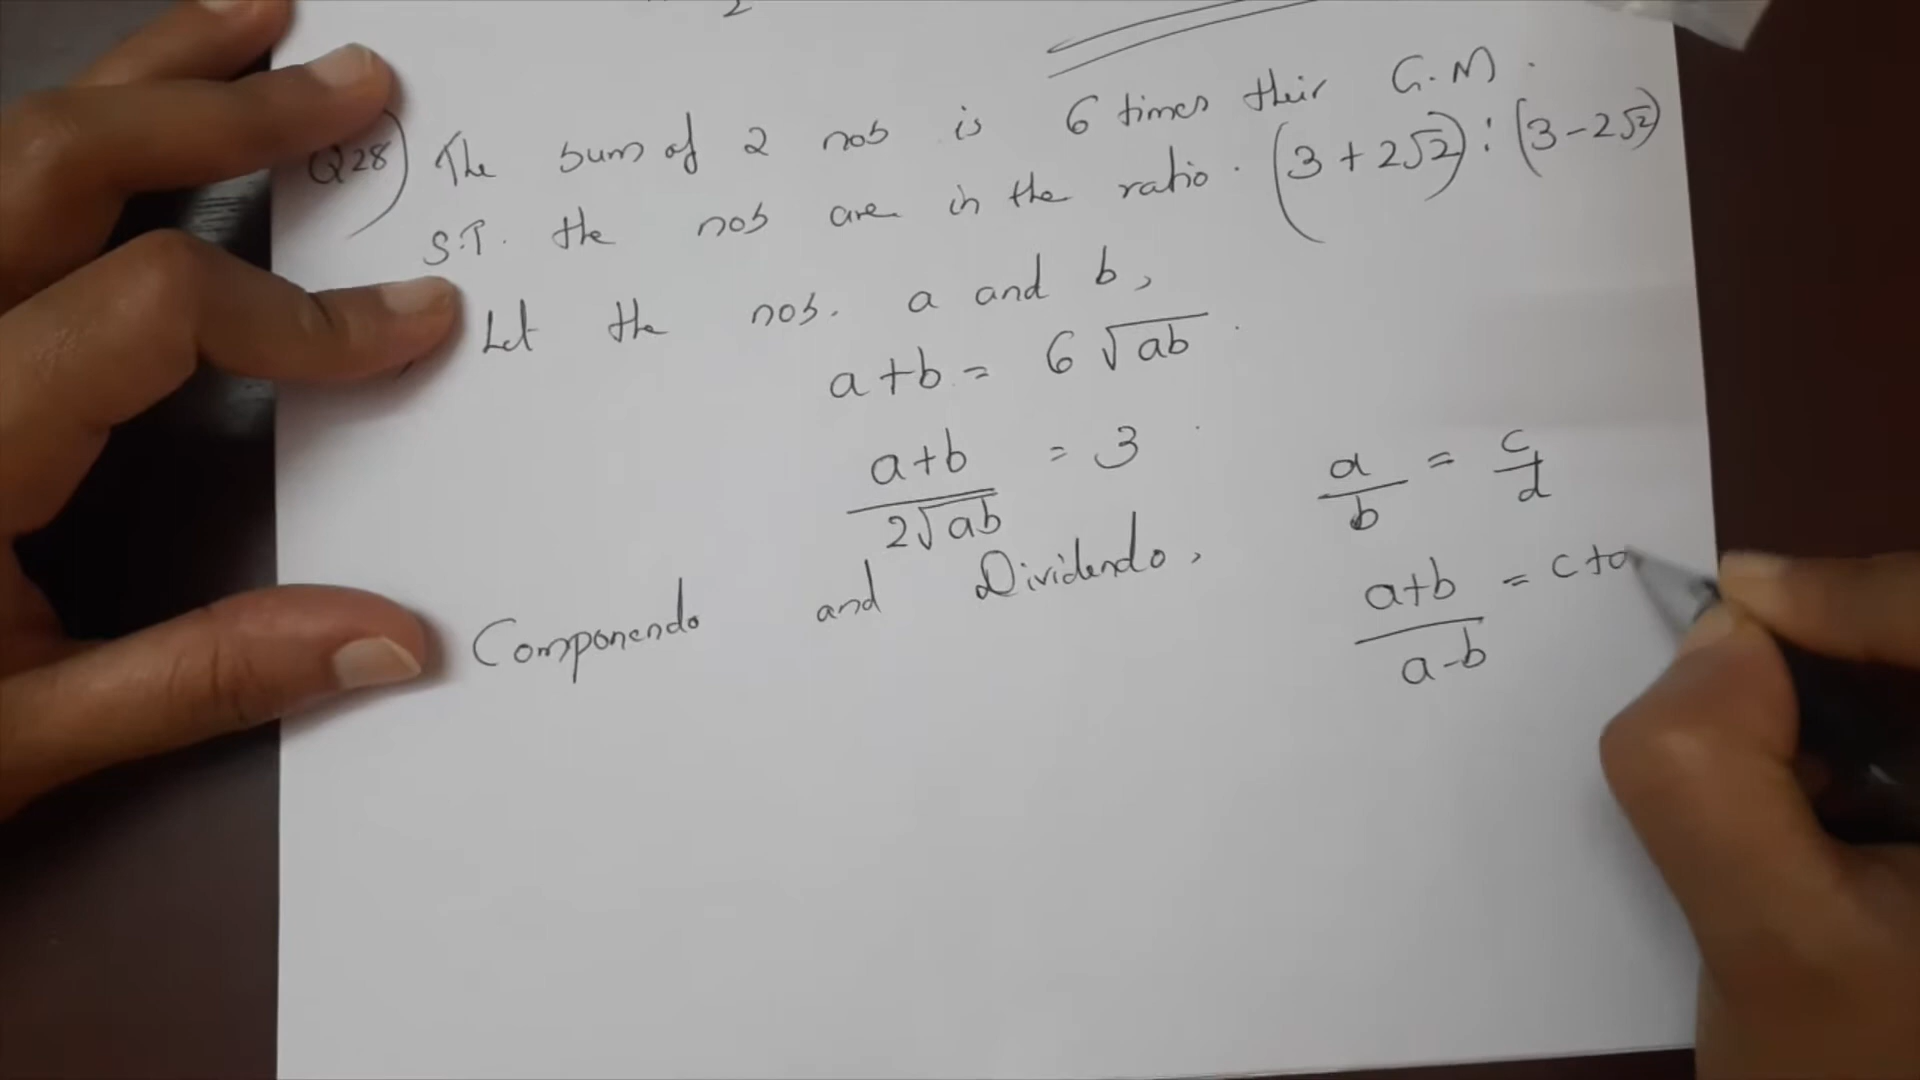 2
Q28) The sum of 2 nos is 6 times their G.M.
S.T. the nos are in the ratio. (3 + 2√2) : (3 - 2√2)
Let the nos. a and b,
a+b = 6√ab.
a+b / 2√ab = 3
a/b = c/d
Componendo and Dividendo,
a+b / a-b = c+